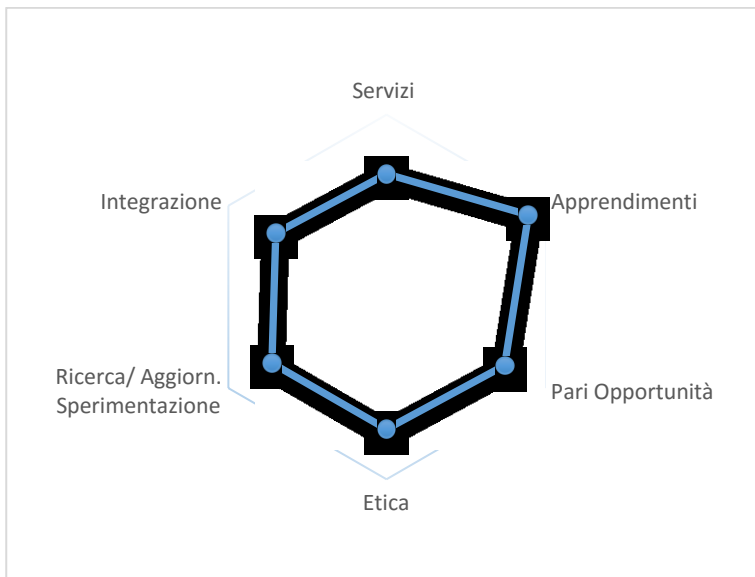 Servizi
Integrazione
Apprendimenti
Ricerca/ Aggiorn.
Sperimentazione
Pari Opportunità
Etica